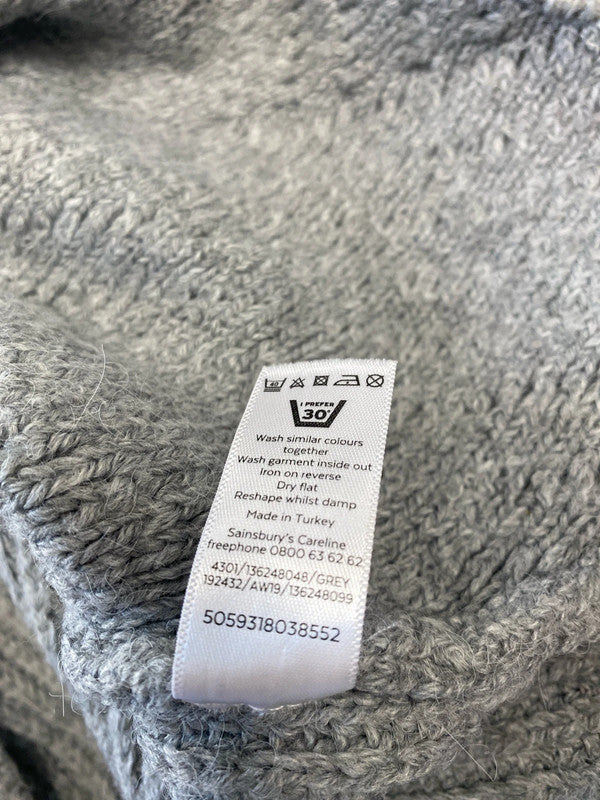 40
I PREFER
30°
Wash similar colours
together
Wash garment inside out
Iron on reverse
Dry flat
Reshape whilst damp
Made in Turkey
Sainsbury's Careline
freephone 0800 63 62 62
4301/136248048/GREY
192432/AW19/136248099
5059318038552